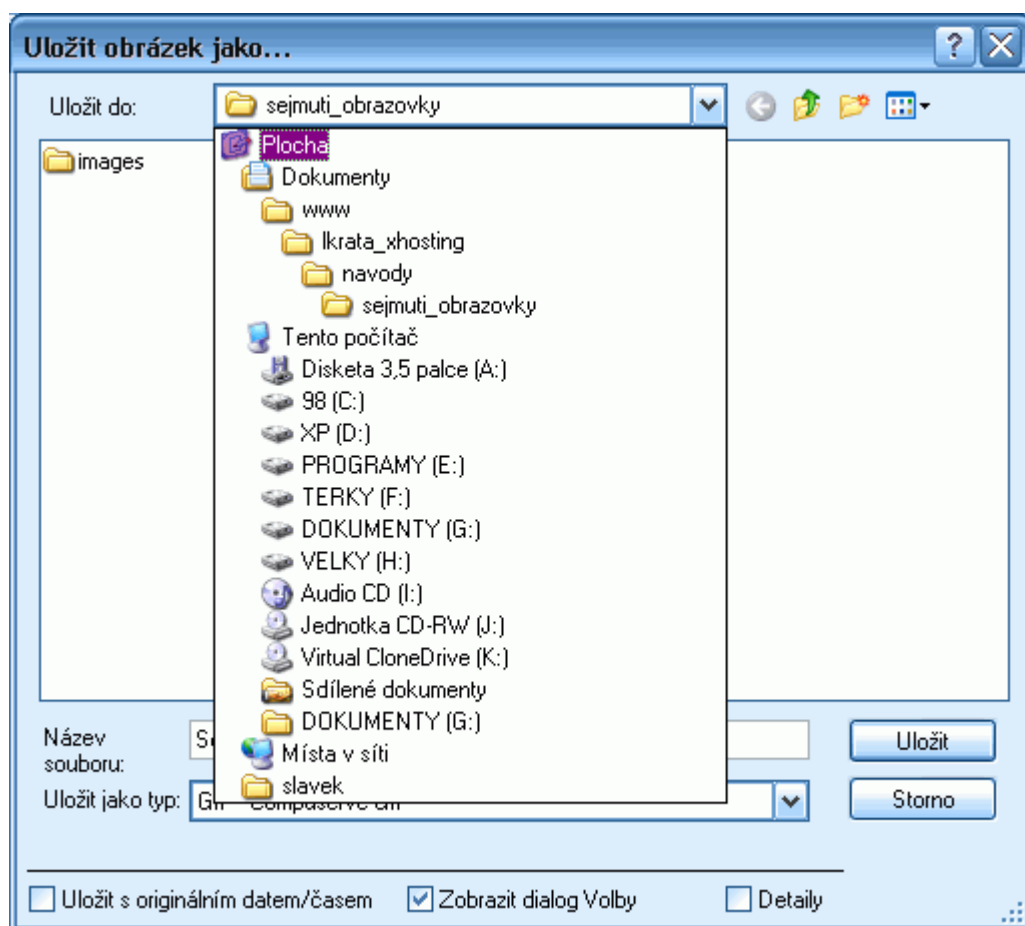 Uložit obrázek jako...
Uložit do: sejmuti_obrazovky
images
Plocha
Dokumenty
www
lkrata_xhosting
navody
sejmuti_obrazovky
Tento počítač
Disketa 3,5 palce (A:)
98 (C:)
XP (D:)
PROGRAMY (E:)
TERKY (F:)
DOKUMENTY (G:)
VELKY (H:)
Audio CD (I:)
Jednotka CD-RW (J:)
Virtual CloneDrive (K:)
Sdílené dokumenty
DOKUMENTY (G:)
Místa v síti
slavek
Název souboru:
Uložit
Uložit jako typ:
Storno
Uložit s originálním datem/časem Zobrazit dialog Volby Detaily